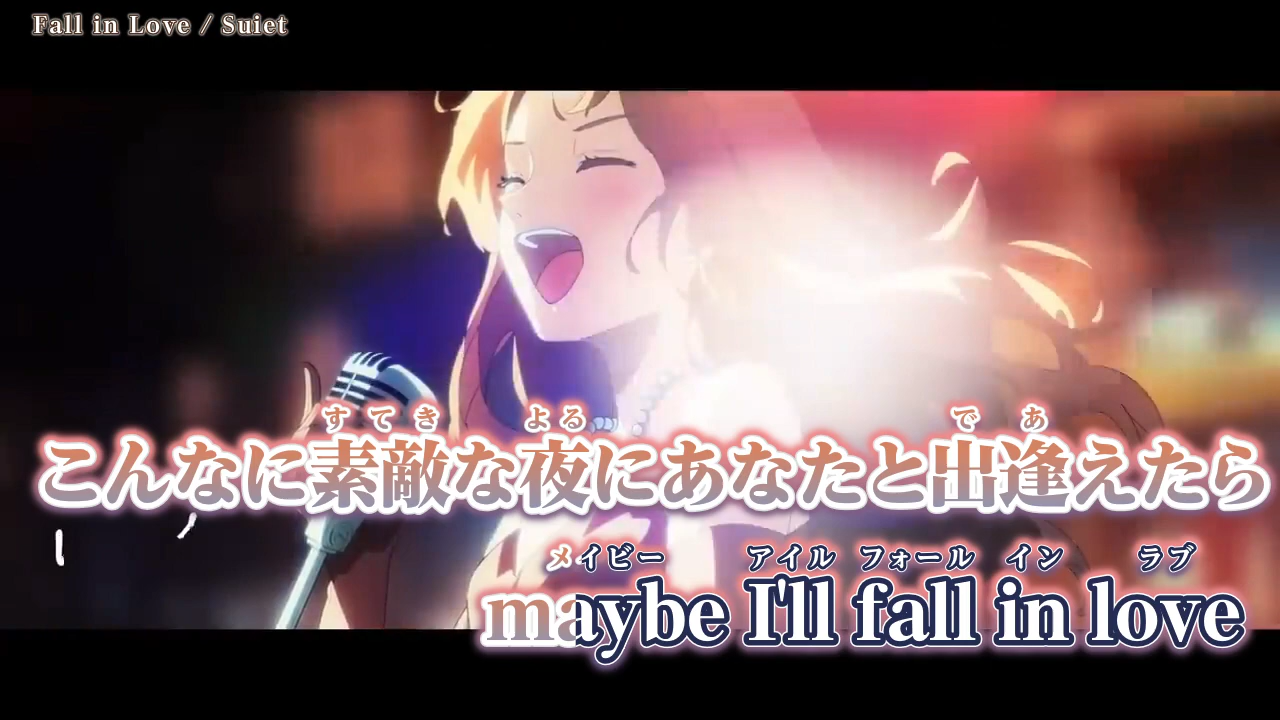 Fall in Love / Suiet
すてき よる であ
こんなに素敵な夜にあなたと出逢えたら
メイビー アイル フォール イン ラブ
maybe I'll fall in love